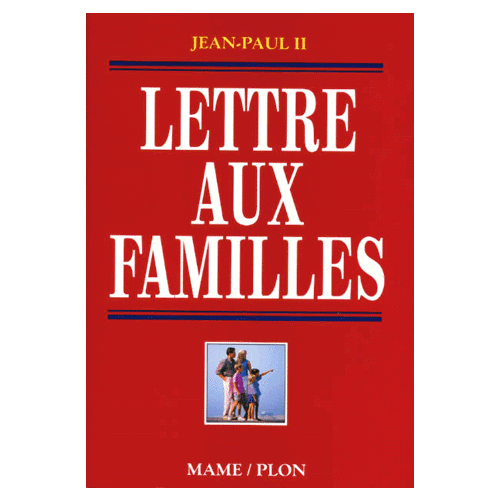 JEAN-PAUL II
LETTRE
AUX
FAMILLES
MAME / PLON